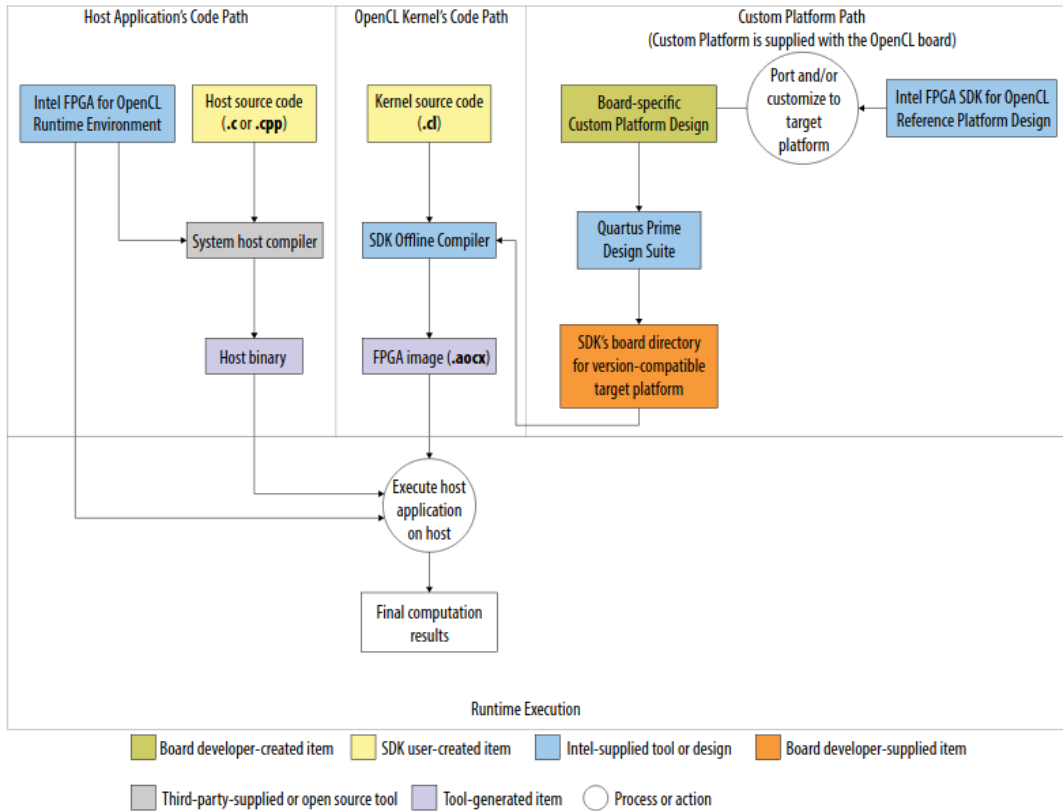 Host Application's Code Path
OpenCL Kernel's Code Path
Custom Platform Path
(Custom Platform is supplied with the OpenCL board)
Intel FPGA for OpenCL
Runtime Environment
Host source code
(.c or .cpp)
Kernel source code
(.cl)
Board-specific
Custom Platform Design
Port and/or
customize to
target
platform
Intel FPGA SDK for OpenCL
Reference Platform Design
System host compiler
SDK Offline Compiler
Quartus Prime
Design Suite
Host binary
FPGA image (.aocx)
SDK's board directory
for version-compatible
target platform
Execute host
application
on host
Final computation
results
Runtime Execution
Board developer-created item
SDK user-created item
Intel-supplied tool or design
Board developer-supplied item
Third-party-supplied or open source tool
Tool-generated item
Process or action